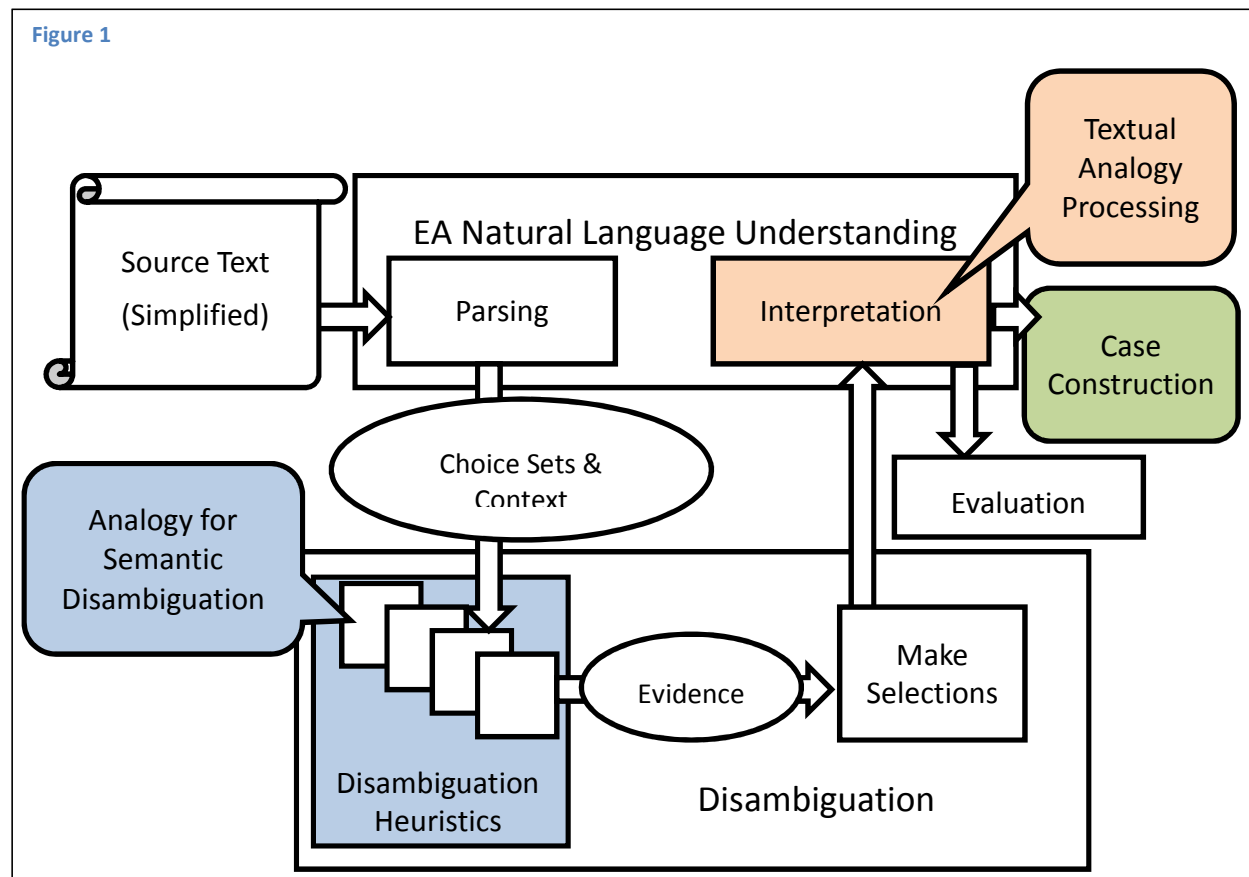 Figure 1
Textual
Analogy
Processing
EA Natural Language Understanding
Source Text
(Simplified)
Parsing
Interpretation
Case
Construction
Choice Sets &
Context
Evaluation
Analogy for
Semantic
Disambiguation
Make
Selections
Evidence
Disambiguation
Heuristics
Disambiguation